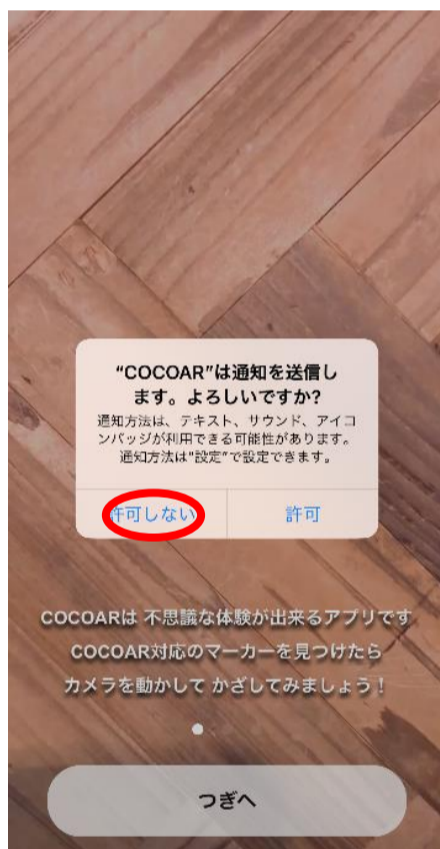 “COCOAR”は通知を送信し
ます。よろしいですか?
通知方法は、テキスト、サウンド、アイコ
ンバッジが利用できる可能性があります。
通知方法は"設定"で設定できます。
許可しない
許可
COCOARは 不思議な体験が出来るアプリです
COCOAR対応のマーカーを見つけたら
カメラを動かして かざしてみましょう！
つぎへ